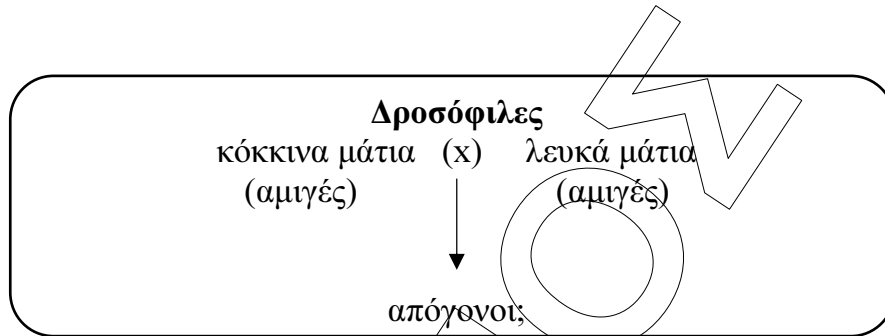 Δροσόφιλες
κόκκινα μάτια (x) λευκά μάτια
(αμιγές) (αμιγές)
απόγονοι;